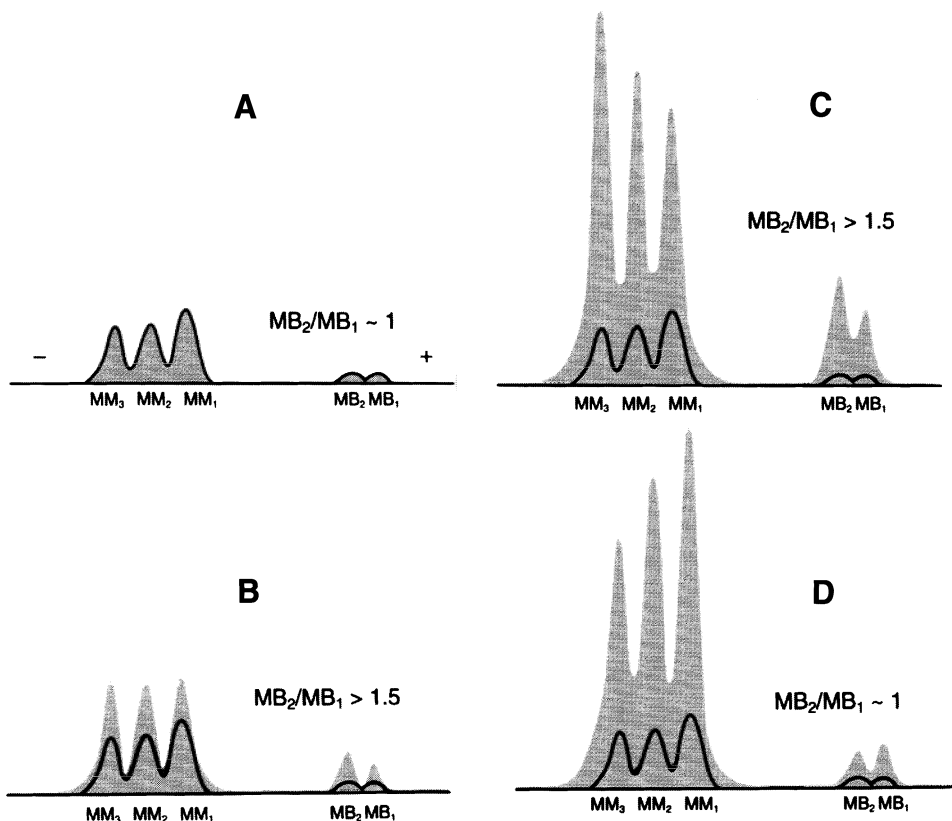 A
MB₂/MB₁ ~ 1
− +
MM₃ MM₂ MM₁ MB₂ MB₁
C
MB₂/MB₁ > 1.5
MM₃ MM₂ MM₁ MB₂ MB₁
B
MB₂/MB₁ > 1.5
MM₃ MM₂ MM₁ MB₂ MB₁
D
MB₂/MB₁ ~ 1
MM₃ MM₂ MM₁ MB₂ MB₁